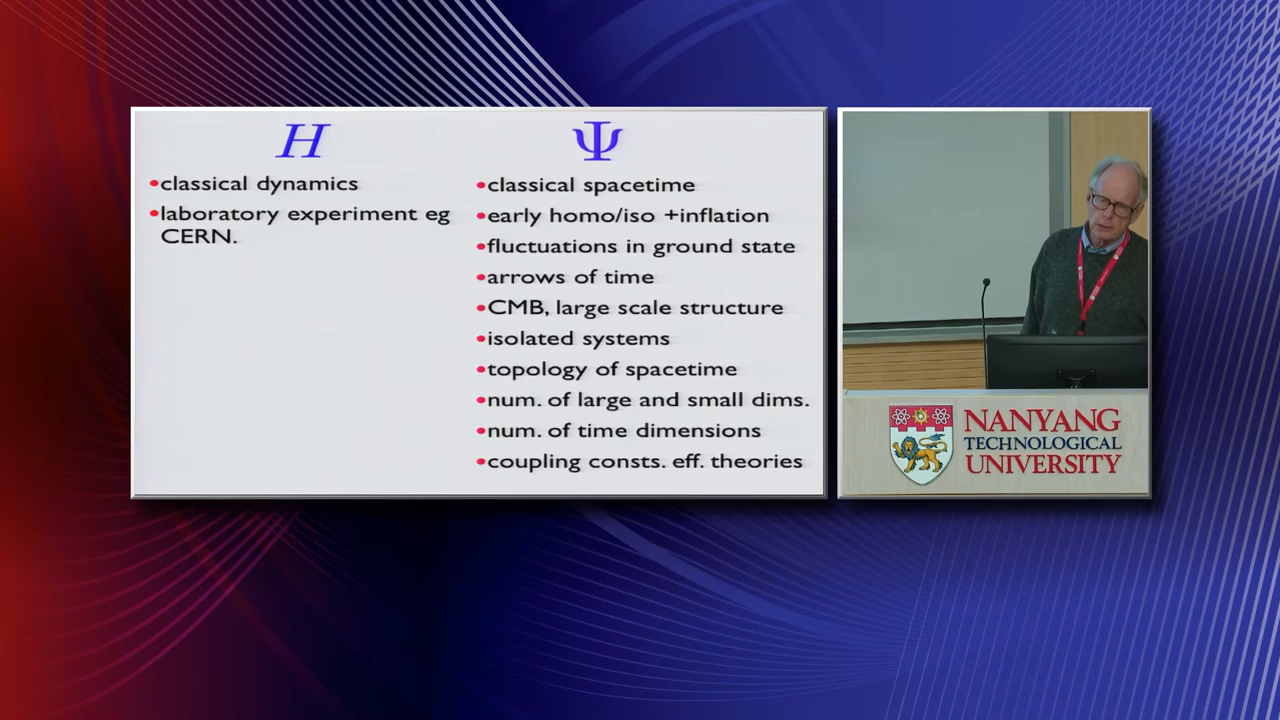 H
•classical dynamics
•laboratory experiment eg
CERN.
Ψ
•classical spacetime
•early homo/iso +inflation
•fluctuations in ground state
•arrows of time
•CMB, large scale structure
•isolated systems
•topology of spacetime
•num. of large and small dims.
•num. of time dimensions
•coupling consts. eff. theories
NANYANG
TECHNOLOGICAL
UNIVERSITY